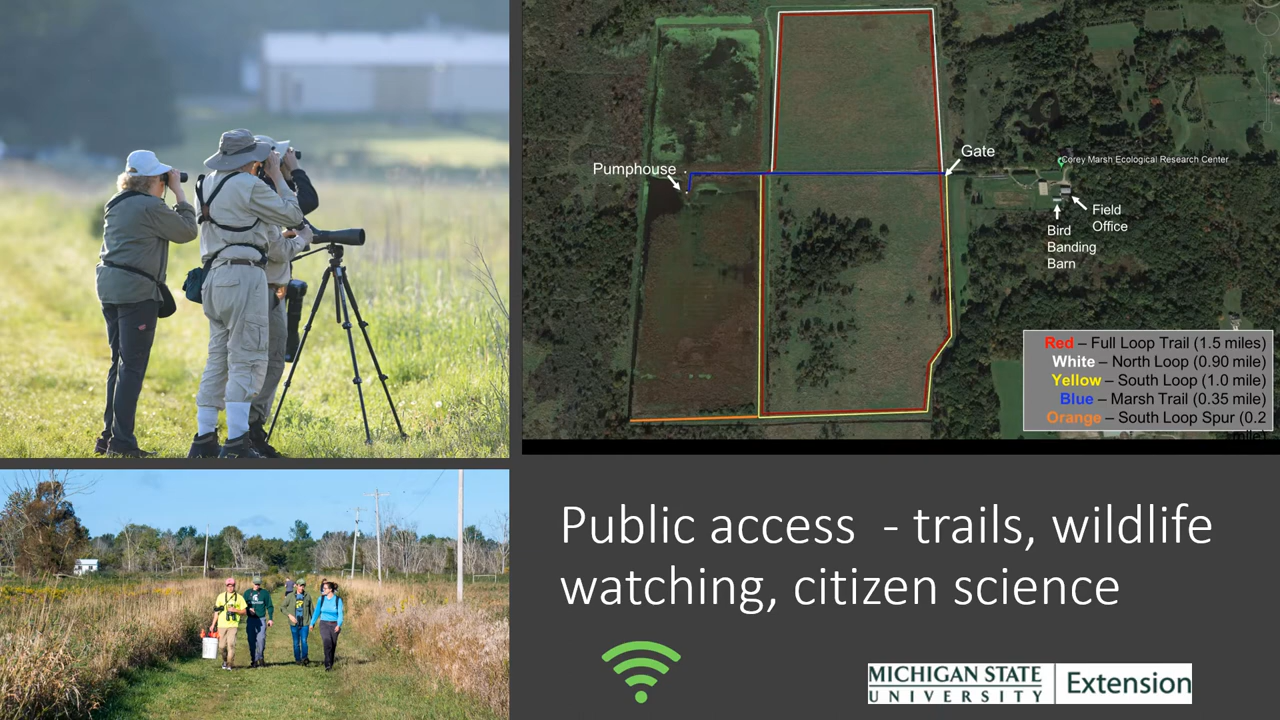 Pumphouse
Gate
Corey Marsh Ecological Research Center
Field
Office
Bird
Banding
Barn
Red – Full Loop Trail (1.5 miles)
White – North Loop (0.90 mile)
Yellow – South Loop (1.0 mile)
Blue – Marsh Trail (0.35 mile)
Orange – South Loop Spur (0.2
mile)
Public access - trails, wildlife
watching, citizen science
MICHIGAN STATE
UNIVERSITY
Extension